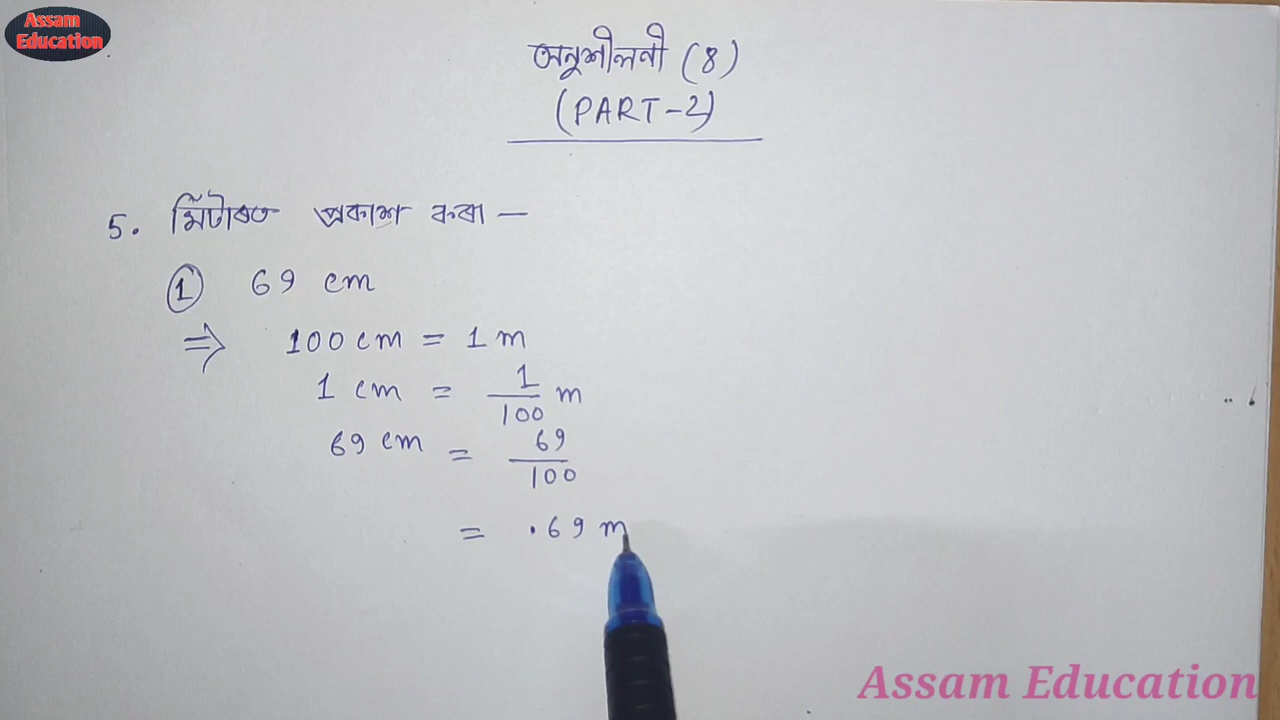 Assam
Education
অনুশীলনী (8)
(PART-2)
5. মিটাৰত প্ৰকাশ কৰা —
① 69 cm
⇒ 100 cm = 1 m
1 cm = 1/100 m
69 cm = 69/100
= .69 m
Assam Education